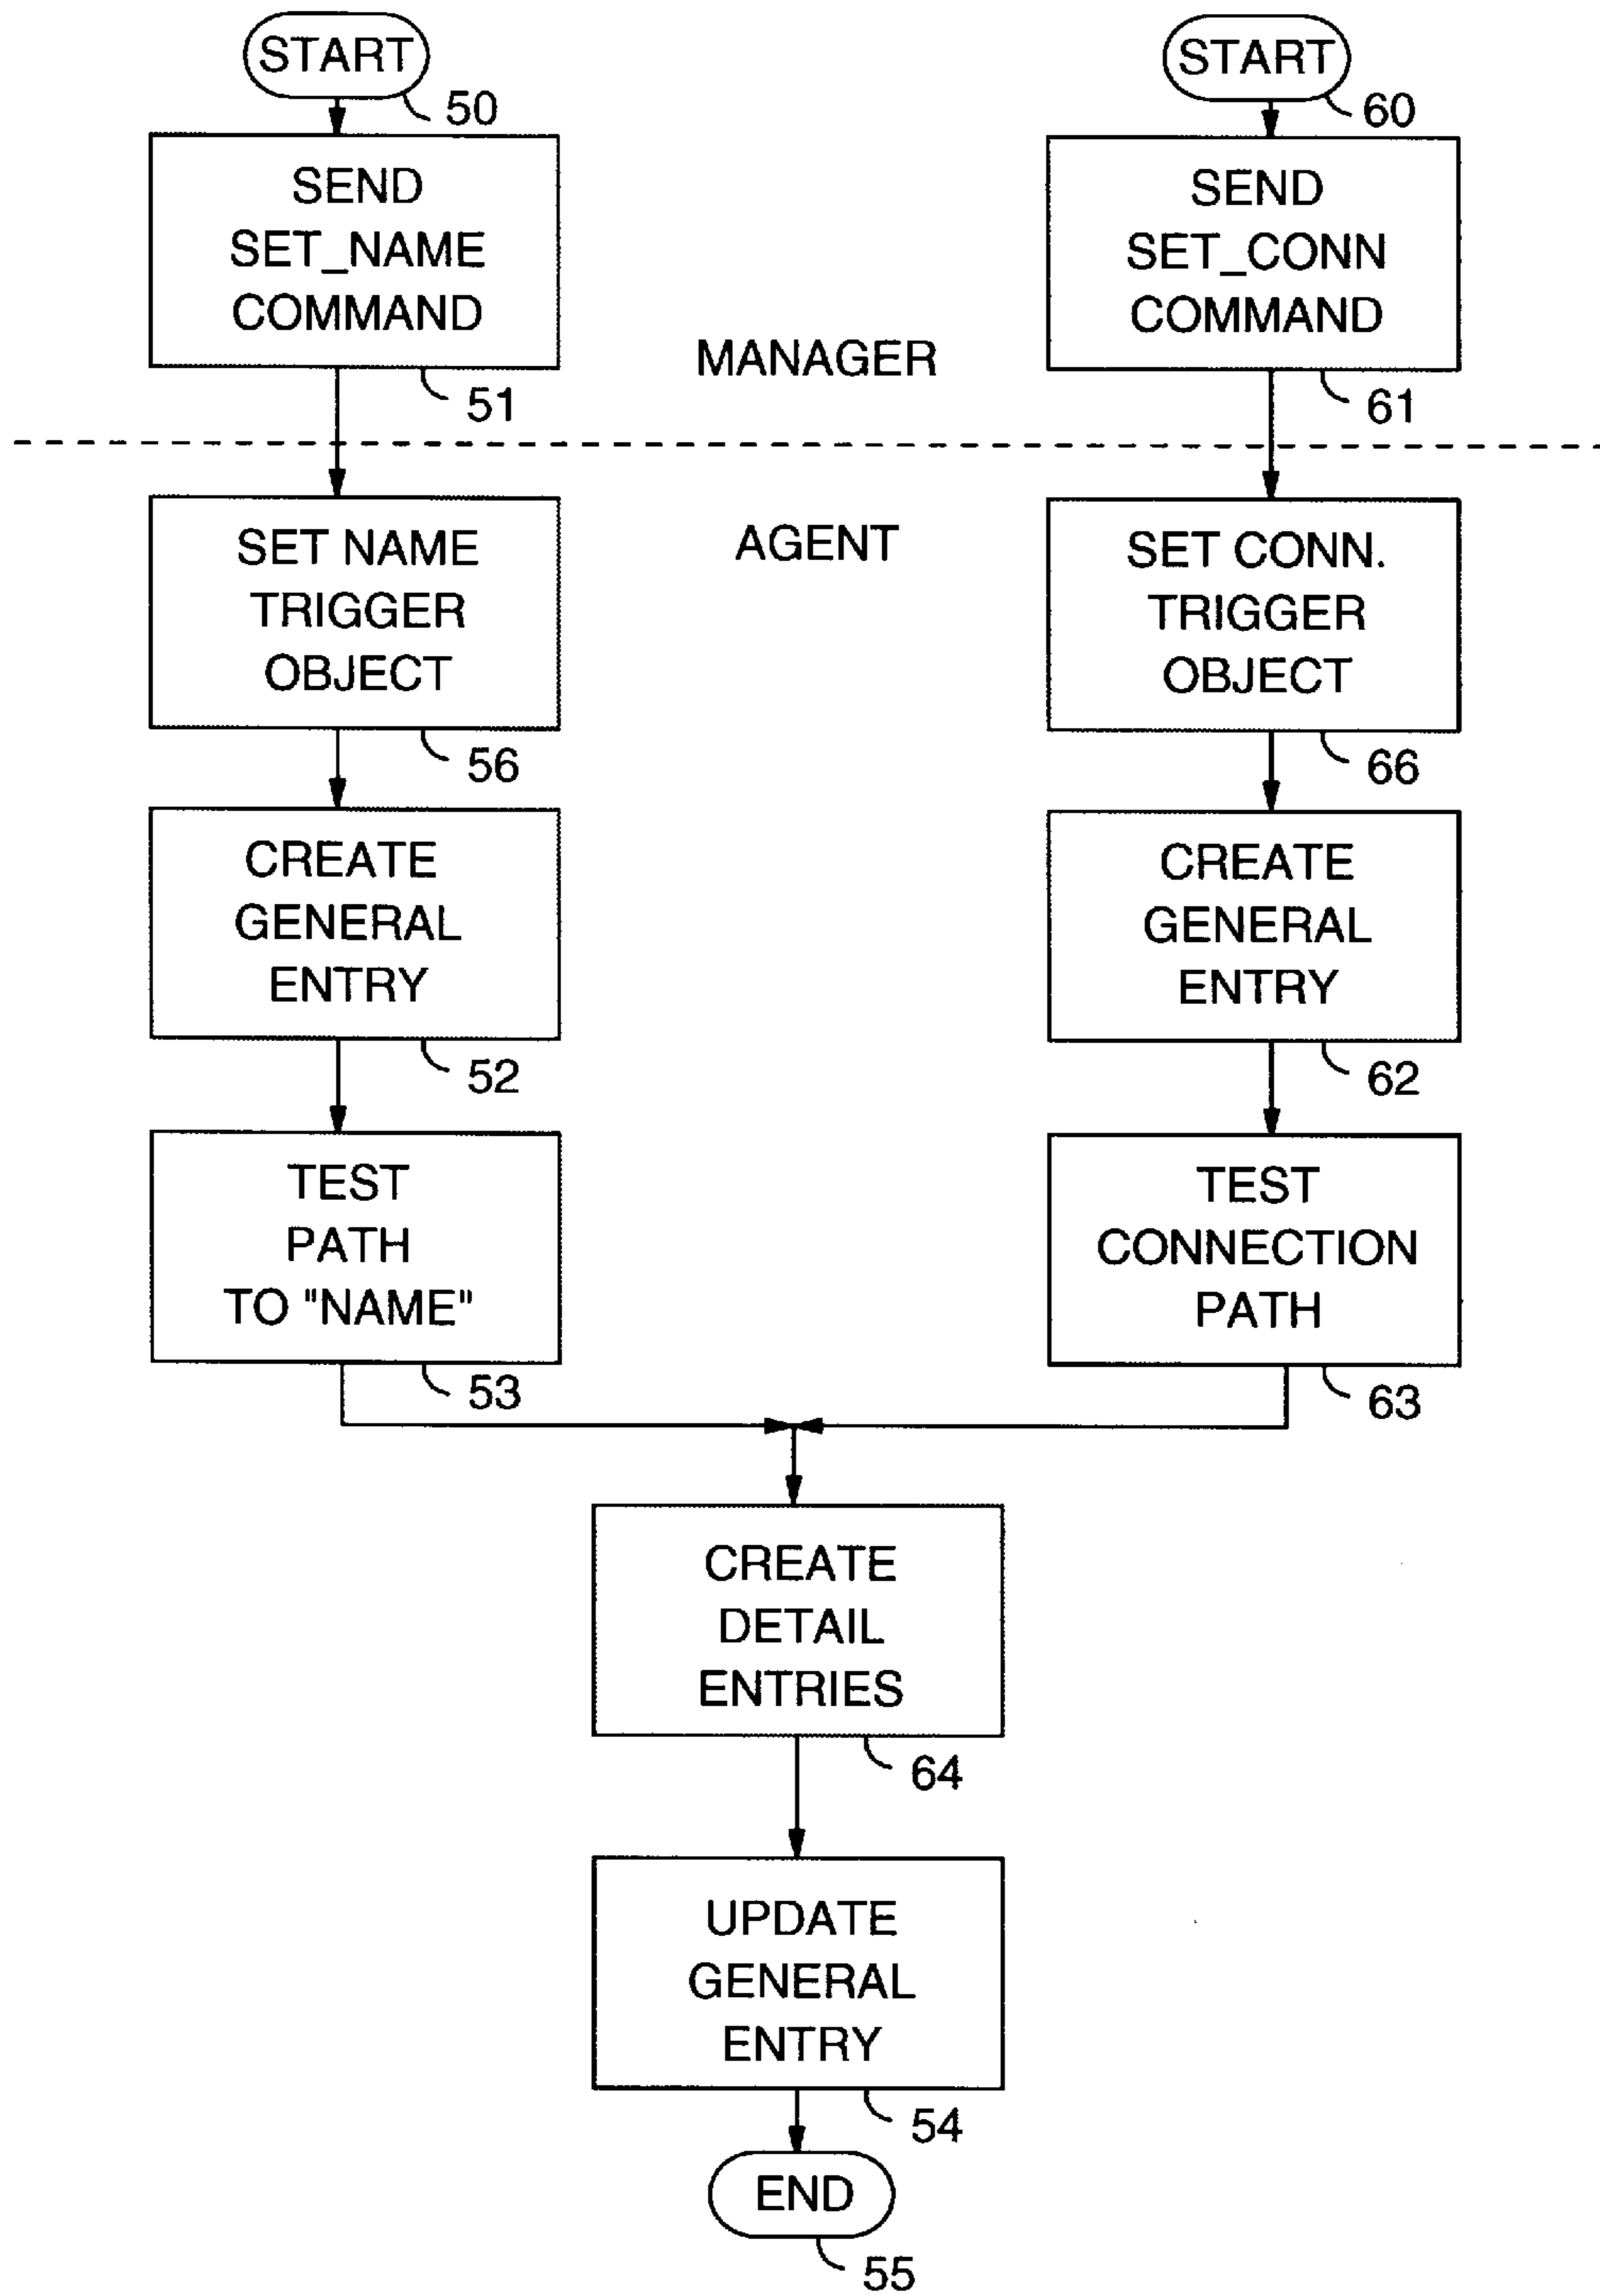 START
50
SEND
SET_NAME
COMMAND
51
START
60
SEND
SET_CONN
COMMAND
61
MANAGER
AGENT
SET NAME
TRIGGER
OBJECT
56
SET CONN.
TRIGGER
OBJECT
66
CREATE
GENERAL
ENTRY
52
CREATE
GENERAL
ENTRY
62
TEST
PATH
TO "NAME"
53
TEST
CONNECTION
PATH
63
CREATE
DETAIL
ENTRIES
64
UPDATE
GENERAL
ENTRY
54
END
55